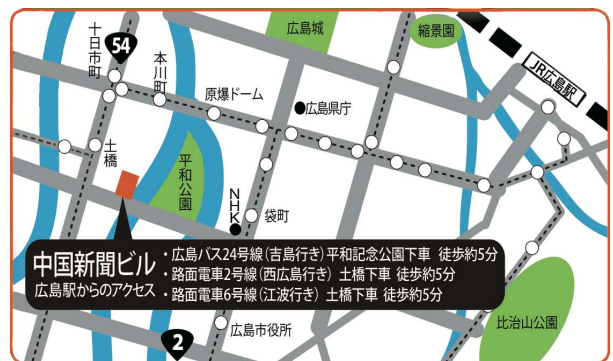 十日市町
54
本川町
原爆ドーム
広島城
縮景園
JR広島駅
広島県庁
土橋
平和公園
NHK
袋町
中国新聞ビル
広島駅からのアクセス
・広島バス24号線(吉島行き)平和記念公園下車 徒歩約5分
・路面電車2号線(西広島行き) 土橋下車 徒歩約5分
・路面電車6号線(江波行き) 土橋下車 徒歩約5分
2
広島市役所
比治山公園